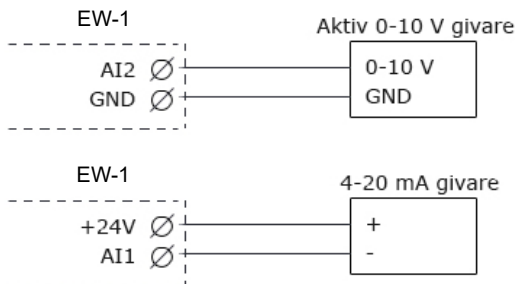 EW-1
Aktiv 0-10 V givare
AI2
0-10 V
GND
GND
EW-1
4-20 mA givare
+24V
+
AI1
-